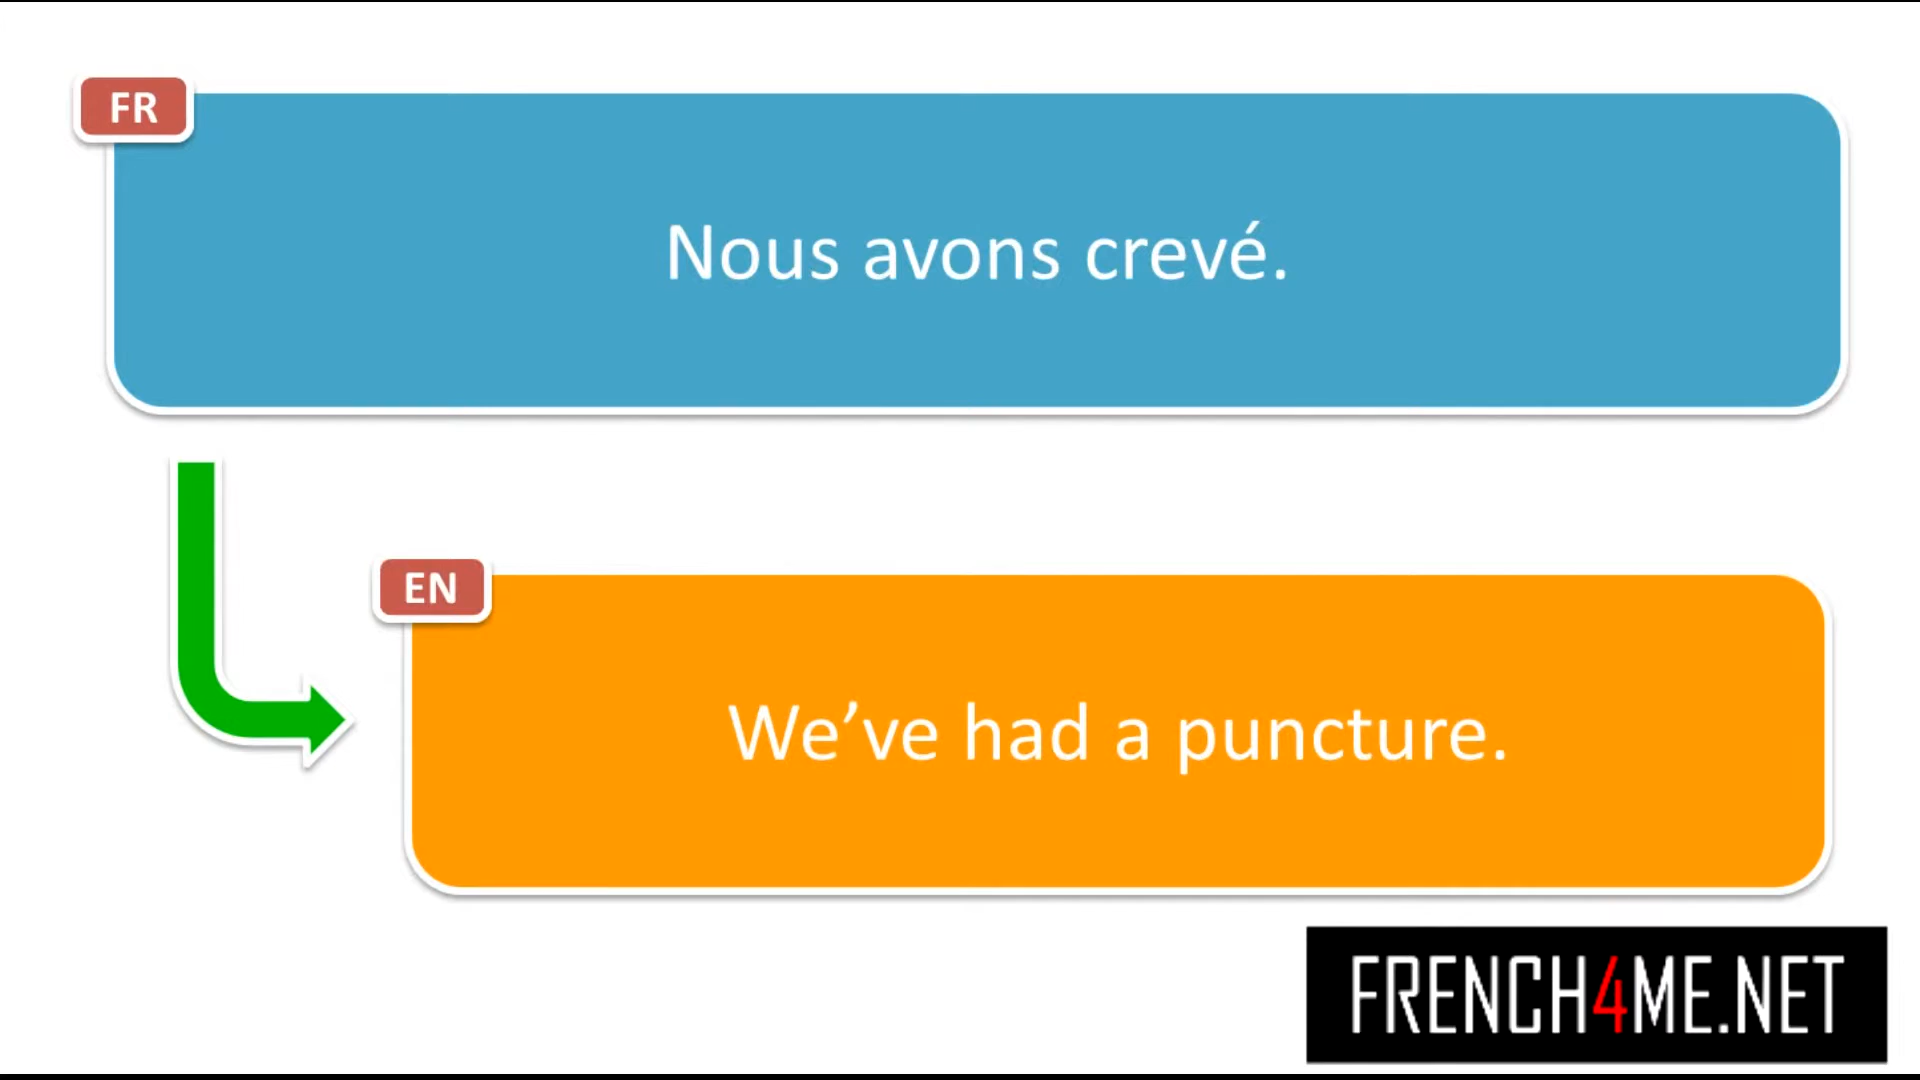 FR
Nous avons crevé.
EN
We’ve had a puncture.
FRENCH4ME.NET